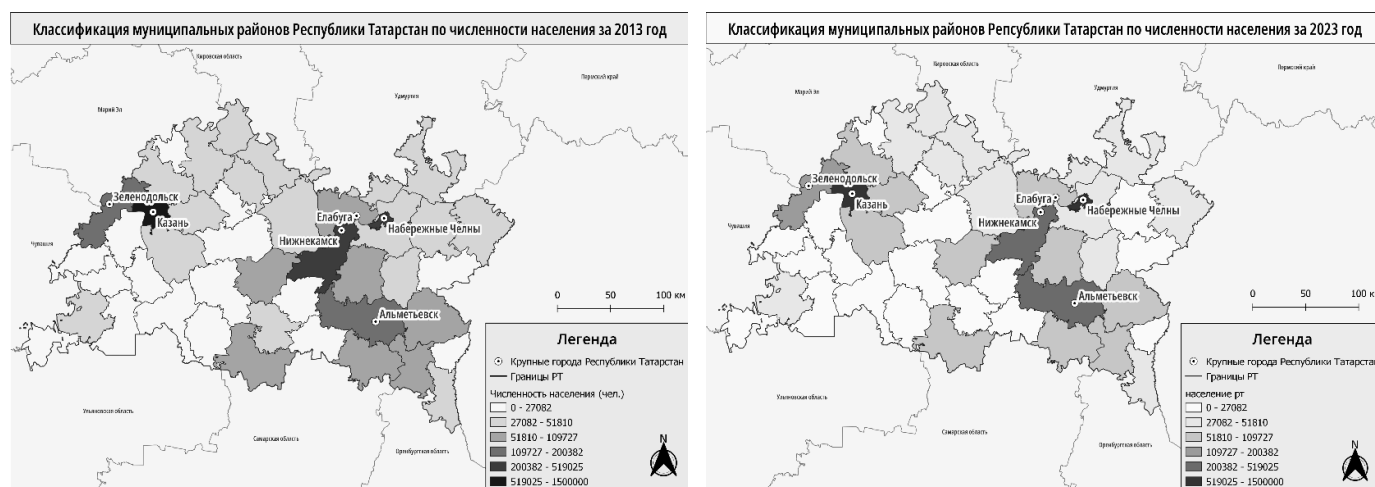 Классификация муниципальных районов Республики Татарстан по численности населения за 2013 год
Кировская область
Пермский край
Марий Эл
Удмуртия
Зеленодольск
Казань
Елабуга
Набережные Челны
Нижнекамск
Чувашия
Альметьевск
0 50 100 км
Легенда
Крупные города Республики Татарстан
Границы РТ
Численность населения (чел.)
0 - 27082
27082 - 51810
51810 - 109727
109727 - 200382
200382 - 519025
519025 - 1500000
N
Ульяновская область
Самарская область
Оренбургская область
Классификация муниципальных районов Республики Татарстан по численности населения за 2023 год
Кировская область
Пермский край
Марий Эл
Удмуртия
Зеленодольск
Казань
Елабуга
Набережные Челны
Нижнекамск
Чувашия
Альметьевск
0 50 100 к
Легенда
Крупные города Республики Татарстан
Границы РТ
население рт
0 - 27082
27082 - 51810
51810 - 109727
109727 - 200382
200382 - 519025
519025 - 1500000
N
Ульяновская область
Самарская область
Оренбургская область